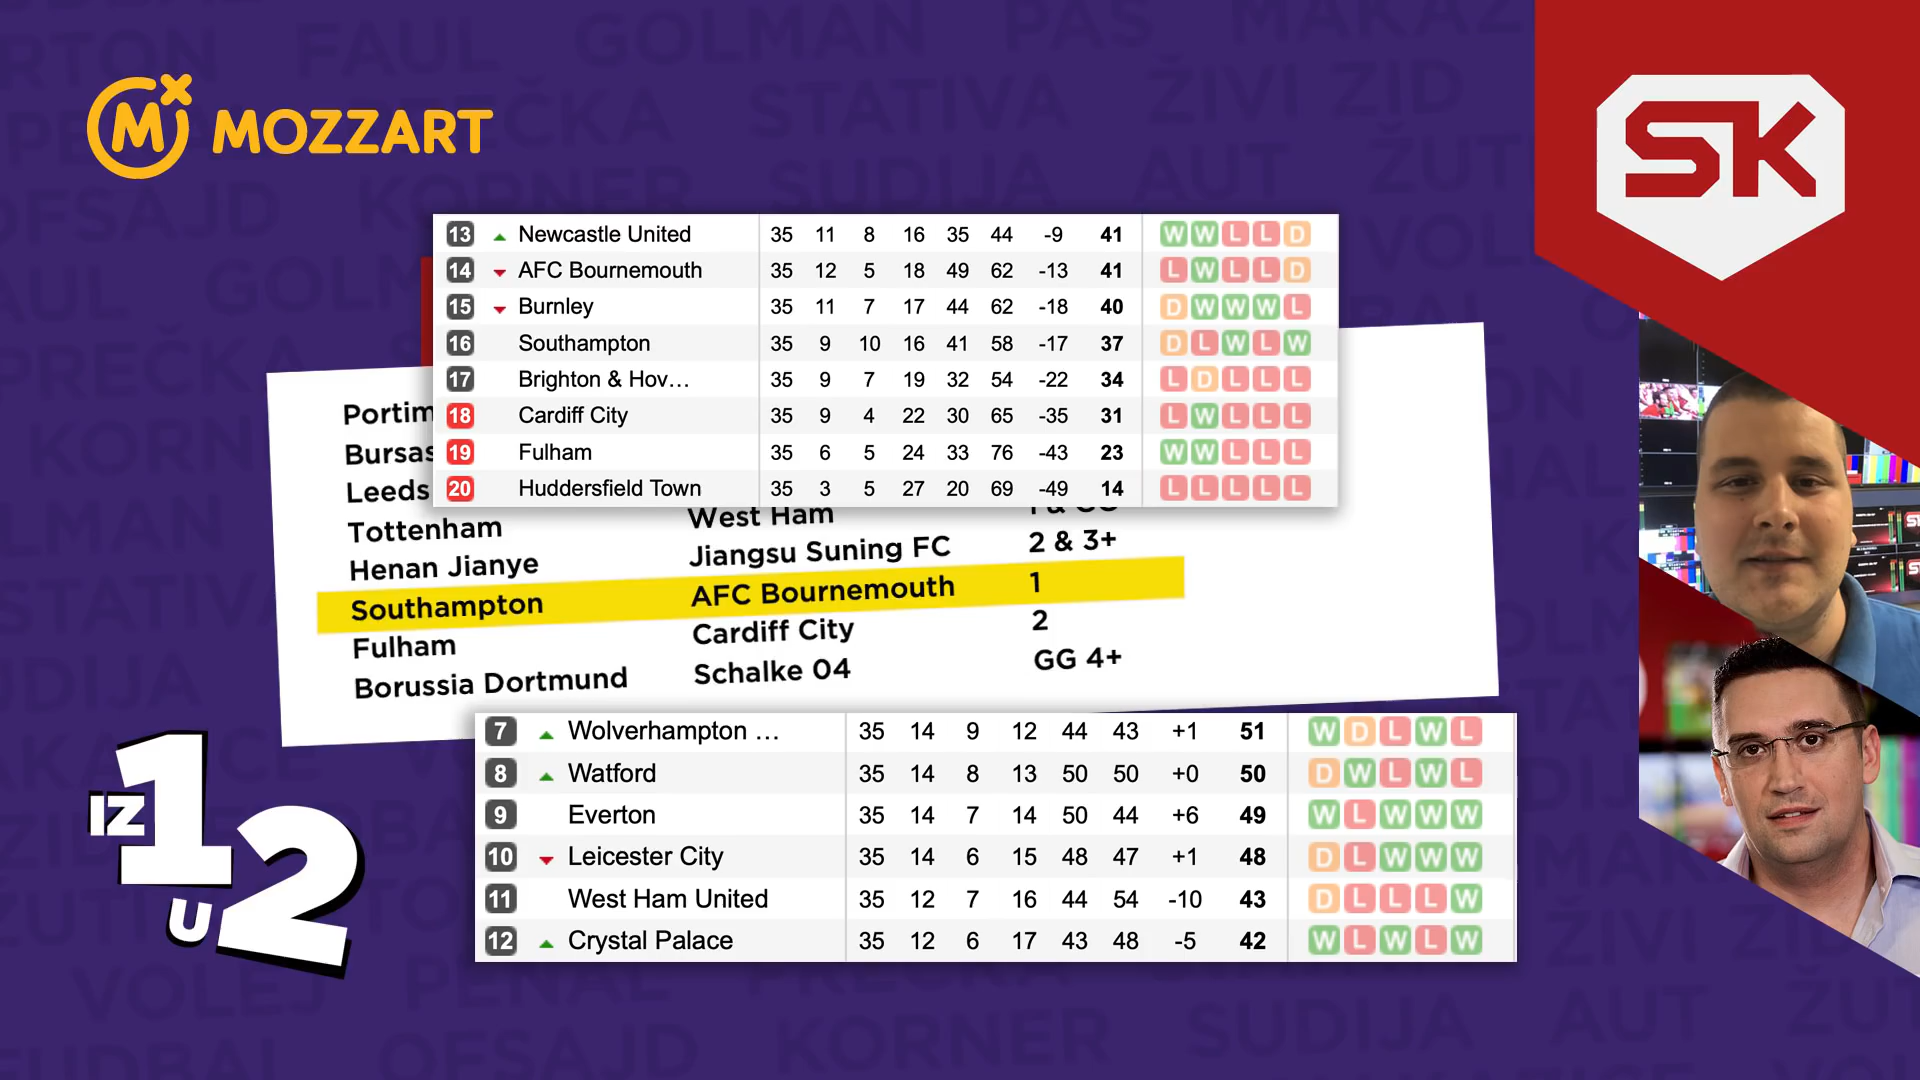 MOZZART
SK
13 Newcastle United 35 11 8 16 35 44 -9 41 W W L L D
14 AFC Bournemouth 35 12 5 18 49 62 -13 41 L W L L D
15 Burnley 35 11 7 17 44 62 -18 40 D W W W L
16 Southampton 35 9 10 16 41 58 -17 37 D L W L W
17 Brighton & Hov… 35 9 7 19 32 54 -22 34 L D L L L
18 Cardiff City 35 9 4 22 30 65 -35 31 L W L L L
19 Fulham 35 6 5 24 33 76 -43 23 W W L L L
20 Huddersfield Town 35 3 5 27 20 69 -49 14 L L L L L
Portim
Bursas
Leeds
Tottenham West Ham
Henan Jianye Jiangsu Suning FC 2 & 3+
Southampton AFC Bournemouth 1
Fulham Cardiff City 2
Borussia Dortmund Schalke 04 GG 4+
7 Wolverhampton … 35 14 9 12 44 43 +1 51 W D L W L
8 Watford 35 14 8 13 50 50 +0 50 D W L W L
9 Everton 35 14 7 14 50 44 +6 49 W L W W W
10 Leicester City 35 14 6 15 48 47 +1 48 D L W W W
11 West Ham United 35 12 7 16 44 54 -10 43 D L L L W
12 Crystal Palace 35 12 6 17 43 48 -5 42 W L W L W
IZ 1
U 2